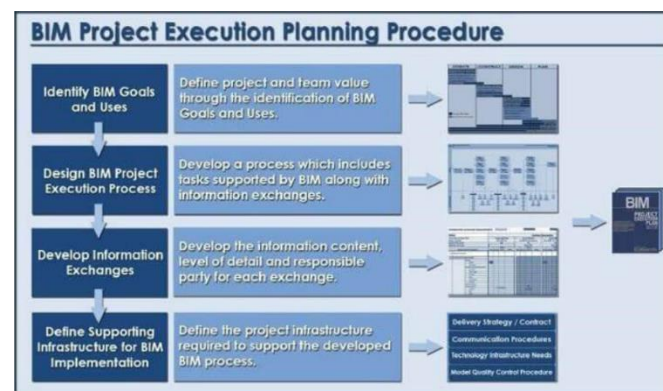 BIM Project Execution Planning Procedure
Identify BIM Goals
and Uses
Define project and team value
through the identification of BIM
Goals and Uses.
Design BIM Project
Execution Process
Develop a process which includes
tasks supported by BIM along with
information exchanges.
Develop Information
Exchanges
Develop the information content,
level of detail and responsible
party for each exchange.
Define Supporting
Infrastructure for BIM
Implementation
Define the project infrastructure
required to support the developed
BIM process.
Delivery Strategy / Contract
Communication Procedures
Technology Infrastructure Needs
Model Quality Control Procedure
BIM
PROJECT
PLAN